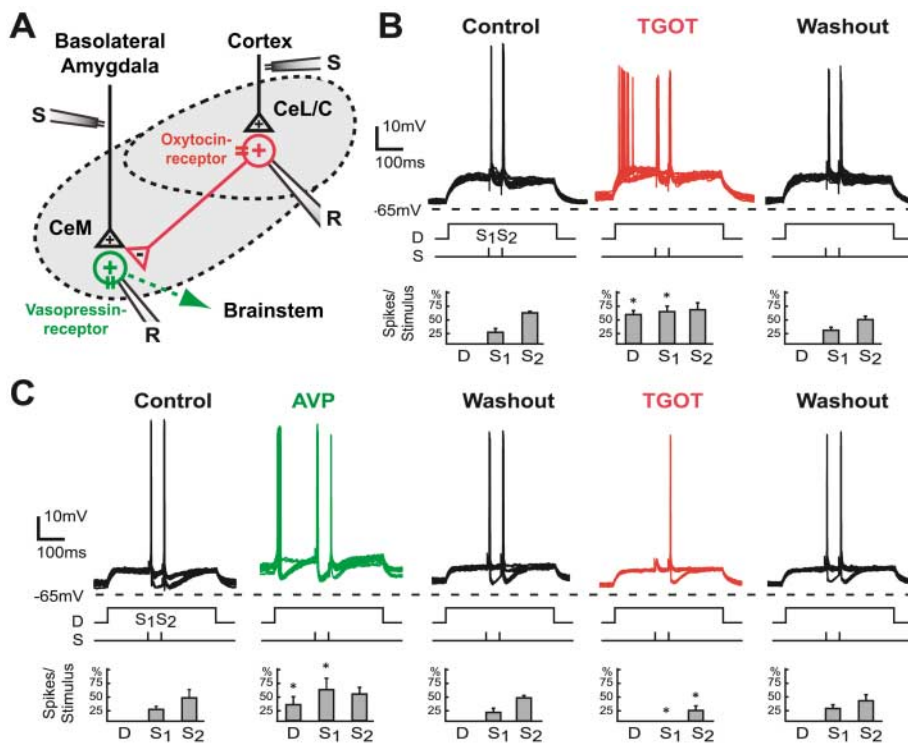 A
Basolateral
Amygdala
Cortex
S
S
CeL/C
Oxytocin-
receptor
+
+
R
CeM
+
-
+
Vasopressin-
receptor
R
Brainstem
B
Control
TGOT
Washout
10mV
100ms
-65mV
D
S1S2
S
Spikes/
Stimulus
%
75
50
25
D S1 S2
%
75
50
25
* *
D S1 S2
%
75
50
25
D S1 S2
C
Control
AVP
Washout
TGOT
Washout
10mV
100ms
-65mV
D
S1S2
S
Spikes/
Stimulus
%
75
50
25
D S1 S2
%
75
50
25
* *
D S1 S2
%
75
50
25
D S1 S2
%
75
50
25
* *
D S1 S2
%
75
50
25
D S1 S2